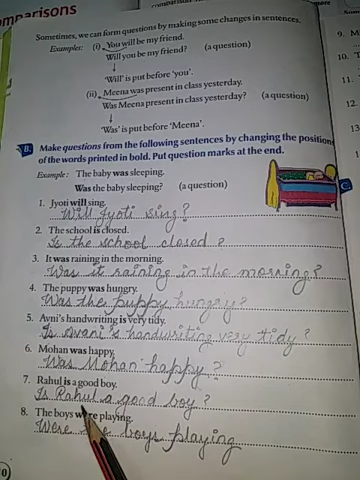 mparisons
Sometimes, we can form questions by making some changes in sentences.
Examples: (i) You will be my friend.
Will you be my friend? (a question)
↓
'Will' is put before 'you'.
(ii) Meena was present in class yesterday.
Was Meena present in class yesterday? (a question)
↓
'Was' is put before 'Meena'.
B. Make questions from the following sentences by changing the position
of the words printed in bold. Put question marks at the end.
Example : The baby was sleeping.
Was the baby sleeping? (a question)
1. Jyoti will sing.
Will Jyoti sing?
2. The school is closed.
Is the school closed?
3. It was raining in the morning.
Was it raining in the morning?
4. The puppy was hungry.
Was the puppy hungry?
5. Avni's handwriting is very tidy.
Is Avani's handwriting very tidy?
6. Mohan was happy.
Was Mohan happy?
7. Rahul is a good boy.
Is Rahul a good boy?
8. The boys were playing.
Were the boys playing
9. M
10. T
11.
12.
C.
0